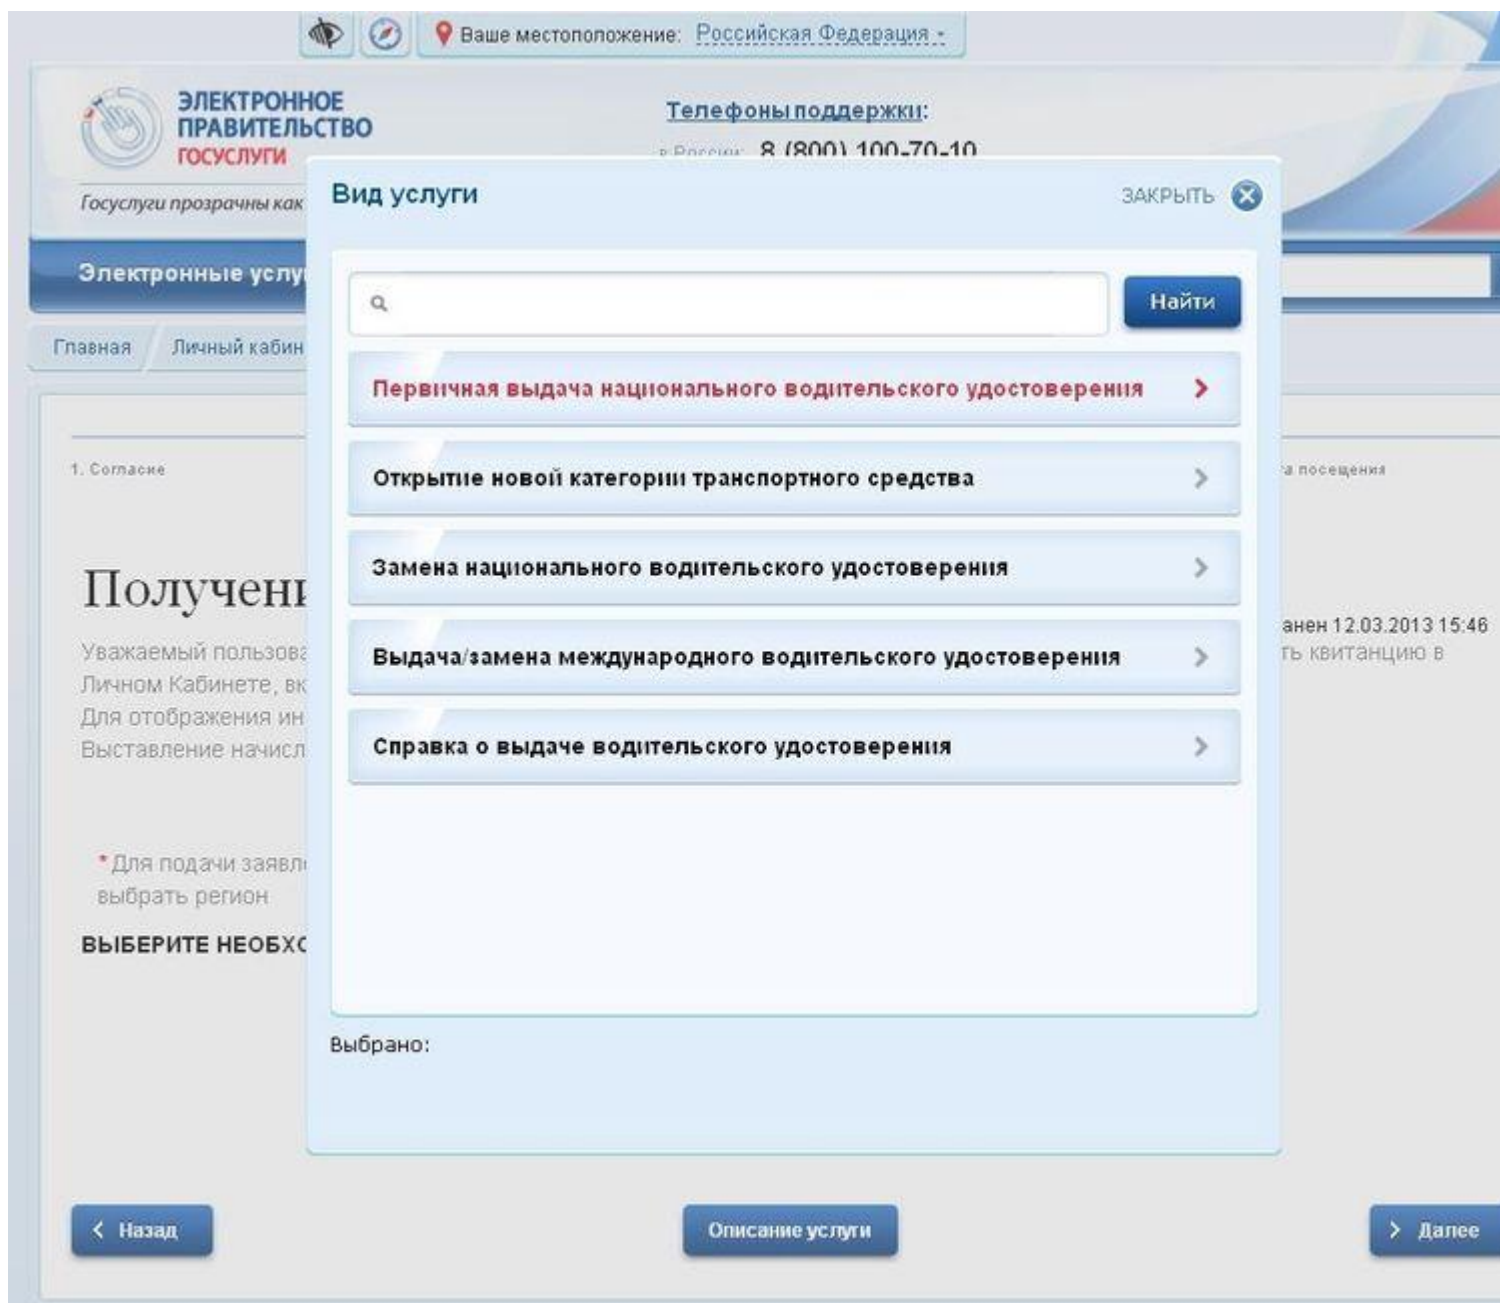 Ваше местоположение: Российская Федерация
ЭЛЕКТРОННОЕ
ПРАВИТЕЛЬСТВО
ГОСУСЛУГИ
Телефоны поддержки:
в России: 8 (800) 100-70-10
Госуслуги прозрачны как
Вид услуги
ЗАКРЫТЬ
Электронные услу
Найти
Главная
Личный кабин
Первичная выдача национального водительского удостоверения
1. Согласие
Открытие новой категории транспортного средства
посещения
Замена национального водительского удостоверения
Получени
анен 12.03.2013 15:46
Уважаемый пользова
Выдача/замена международного водительского удостоверения
ть квитанцию в
Личном Кабинете, вк
Для отображения ин
Выставление начисл
Справка о выдаче водительского удостоверения
*Для подачи заявл
выбрать регион
ВЫБЕРИТЕ НЕОБХО
Выбрано:
Назад
Описание услуги
Далее